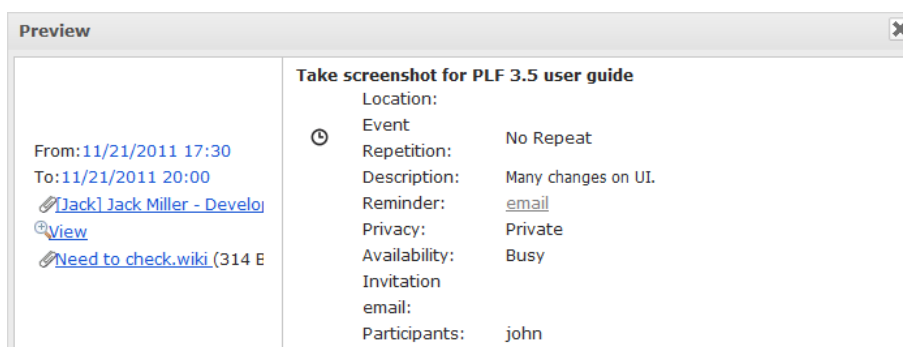 Preview
From:11/21/2011 17:30
To:11/21/2011 20:00
[Jack] Jack Miller - Develo
View
Need to check.wiki (314 B
Take screenshot for PLF 3.5 user guide
Location:
Event
Repetition: No Repeat
Description: Many changes on UI.
Reminder: email
Privacy: Private
Availability: Busy
Invitation
email:
Participants: john